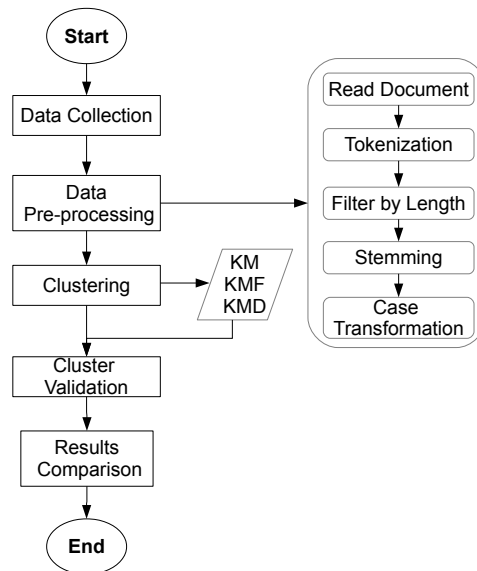 Start
Data Collection
Data
Pre-processing
Clustering
KM
KMF
KMD
Cluster
Validation
Results
Comparison
End
Read Document
Tokenization
Filter by Length
Stemming
Case
Transformation